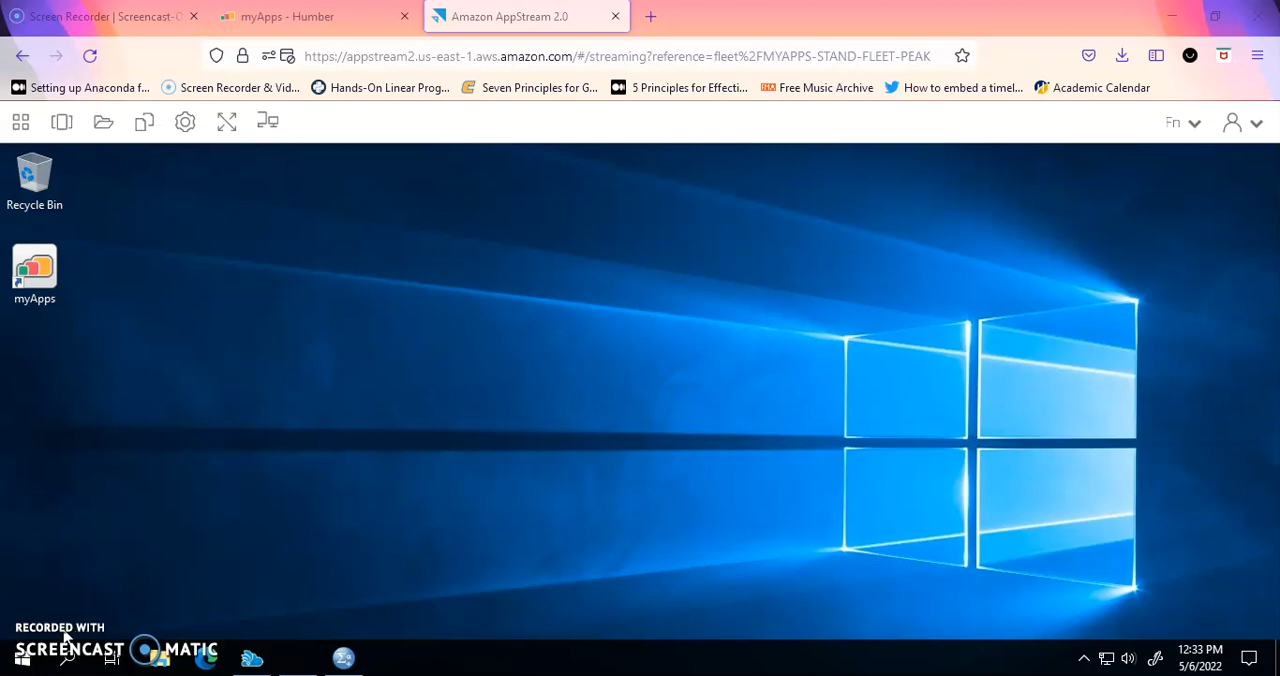 Screen Recorder | Screencast-O
myApps - Humber
Amazon AppStream 2.0
https://appstream2.us-east-1.aws.amazon.com/#/streaming?reference=fleet%2FMYAPPS-STAND-FLEET-PEAK
Setting up Anaconda f...
Screen Recorder & Vid...
Hands-On Linear Prog...
Seven Principles for G...
5 Principles for Effecti...
Free Music Archive
How to embed a timel...
Academic Calendar
Fn
Recycle Bin
myApps
RECORDED WITH
SCREENCAST MATIC
12:33 PM
5/6/2022